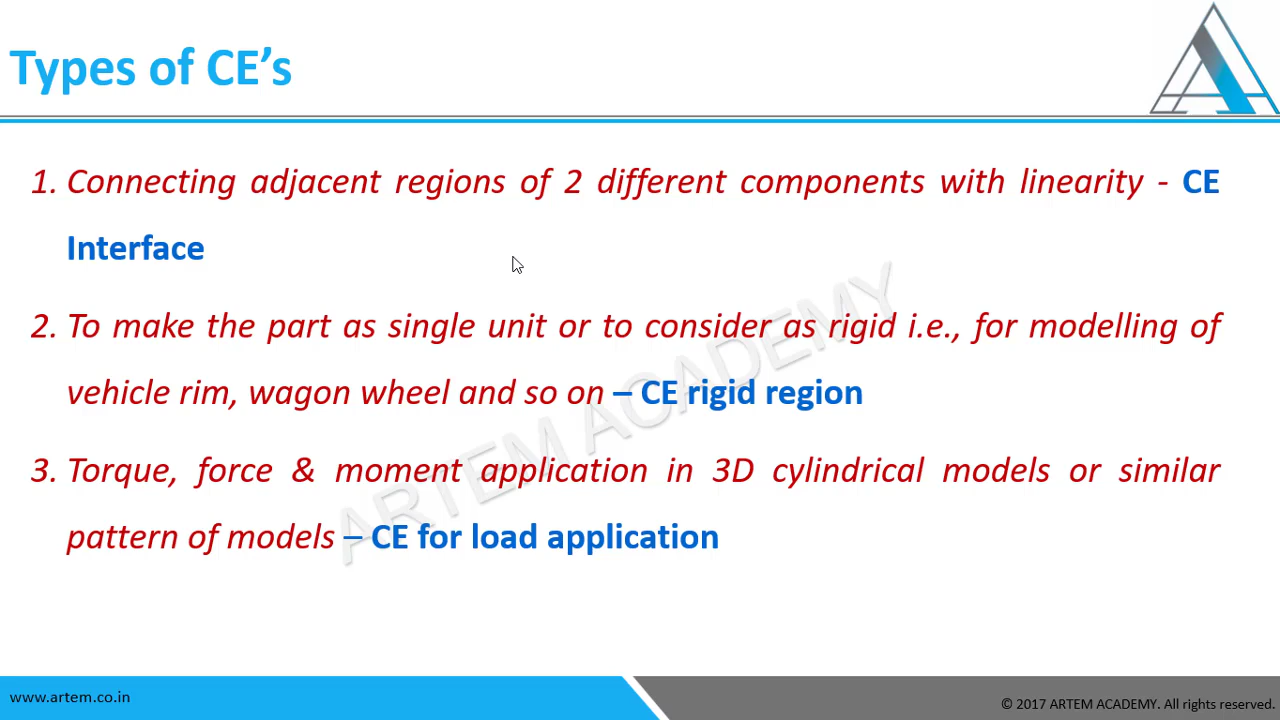 Types of CE’s
1. Connecting adjacent regions of 2 different components with linearity - CE
Interface
2. To make the part as single unit or to consider as rigid i.e., for modelling of
vehicle rim, wagon wheel and so on – CE rigid region
3. Torque, force & moment application in 3D cylindrical models or similar
pattern of models – CE for load application
ARTEM ACADEMY
www.artem.co.in
© 2017 ARTEM ACADEMY. All rights reserved.